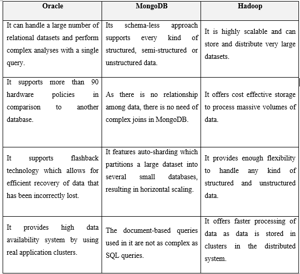 Oracle
MongoDB
Hadoop
It can handle a large number of
relational datasets and perform
complex analyses with a single
query.
Its schema-less approach
supports every kind of
structured, semi-structured or
unstructured data.
It is highly scalable and can
store and distribute very large
datasets.
It supports more than 90
hardware policies in
comparison to another
database.
As there is no relationship
among data, there is no need of
complex joins in MongoDB.
It offers cost effective storage
to process massive volumes of
data.
It supports flashback
technology which allows for
efficient recovery of data that
has been incorrectly lost.
It features auto-sharding which
partitions a large dataset into
several small databases,
resulting in horizontal scaling.
It provides enough flexibility
to handle any kind of
structured and unstructured
data.
It provides high data
availability system by using
real application clusters.
The document-based queries
used in it are not as complex as
SQL queries.
It offers faster processing of
data as data is stored in
clusters in the distributed
system.